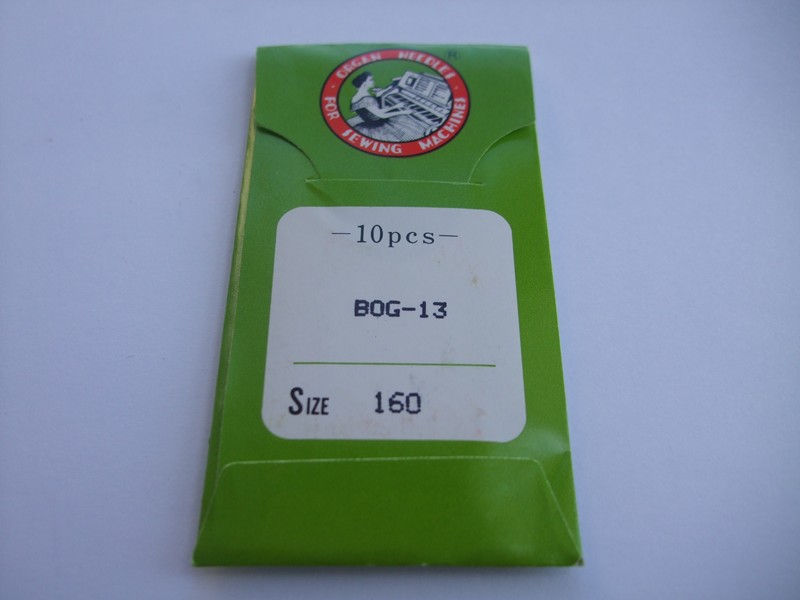 ORGAN NEEDLES
FOR SEWING MACHINES
®
—10pcs—
BOG-13
SIZE 160